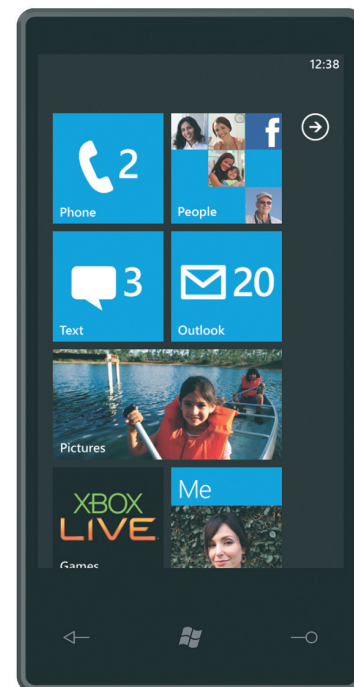 12:38
2
Phone
f
People
3
Text
20
Outlook
Pictures
XBOX
LIVE
Games
Me